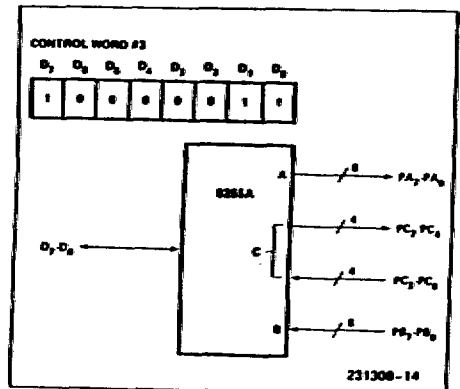 CONTROL WORD #3
D7 D6 D5 D4 D3 D2 D1 D0
1 0 0 0 0 0 1 1
A 8 PA7-PA0
8255A
4 PC7-PC4
D7-D0 C
4 PC3-PC0
B 8 PB7-PB0
231308-14